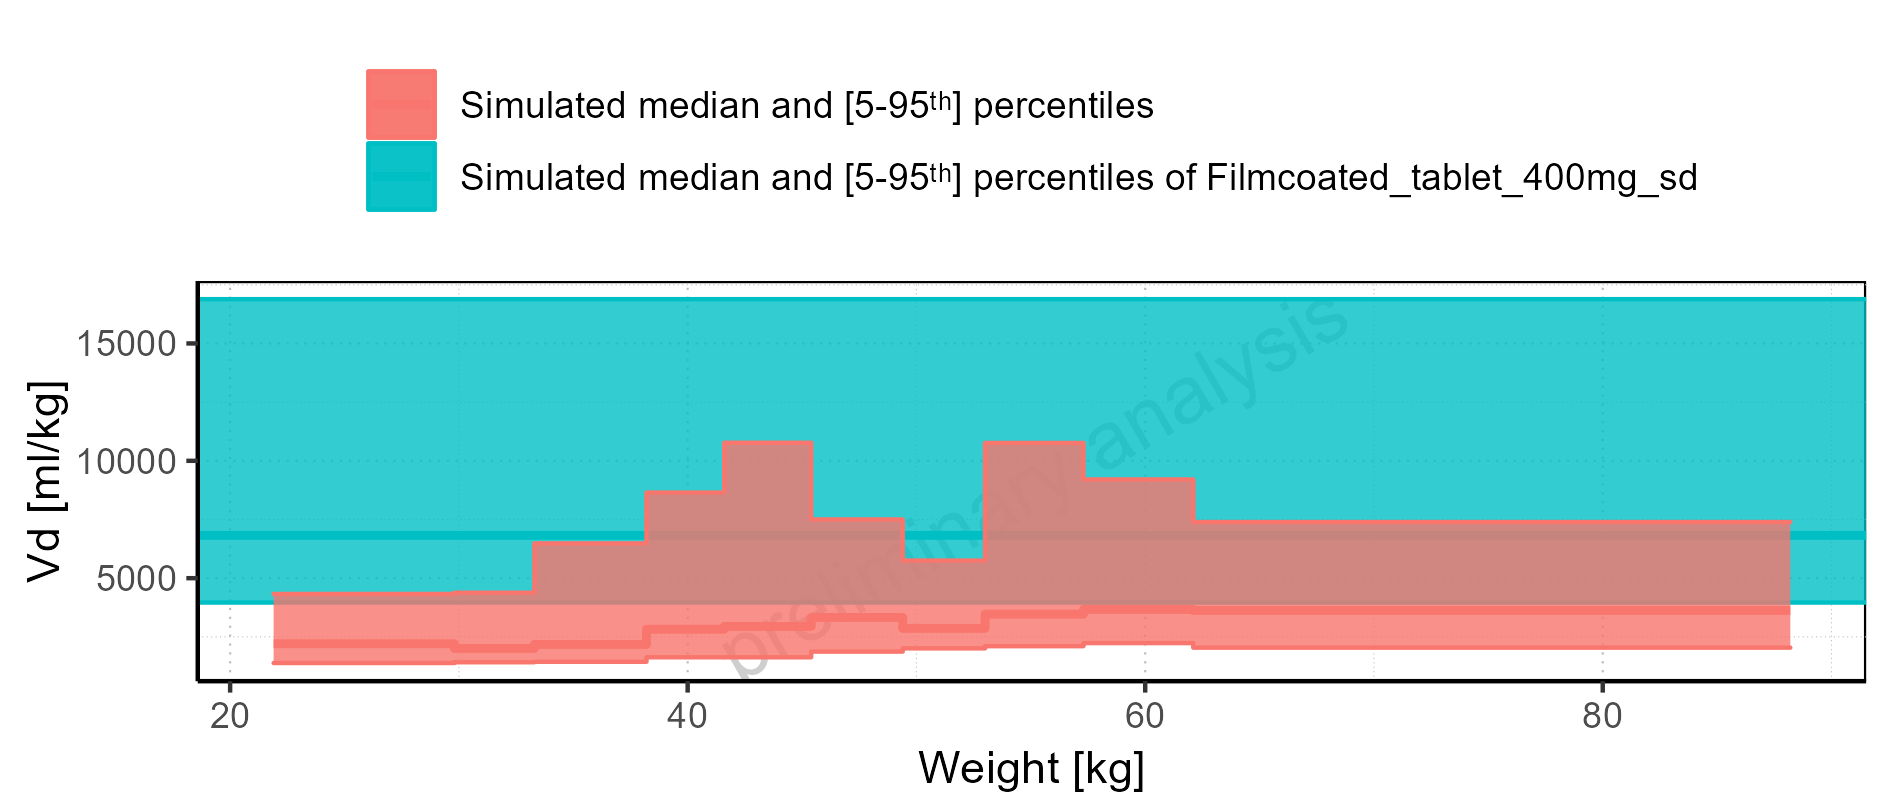 Simulated median and [5-95th] percentiles
Simulated median and [5-95th] percentiles of Filmcoated_tablet_400mg_sd
preliminary analysis
Vd [ml/kg]
15000
10000
5000
20 40 60 80
Weight [kg]